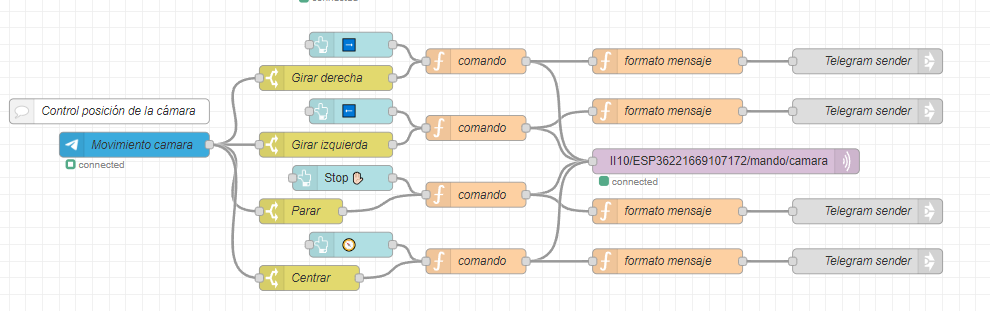 connected
comando
formato mensaje
Telegram sender
Girar derecha
Control posición de la cámara
formato mensaje
Telegram sender
comando
Movimiento camara
Girar izquierda
connected
II10/ESP36221669107172/mando/camara
connected
Stop
comando
Parar
formato mensaje
Telegram sender
comando
formato mensaje
Telegram sender
Centrar